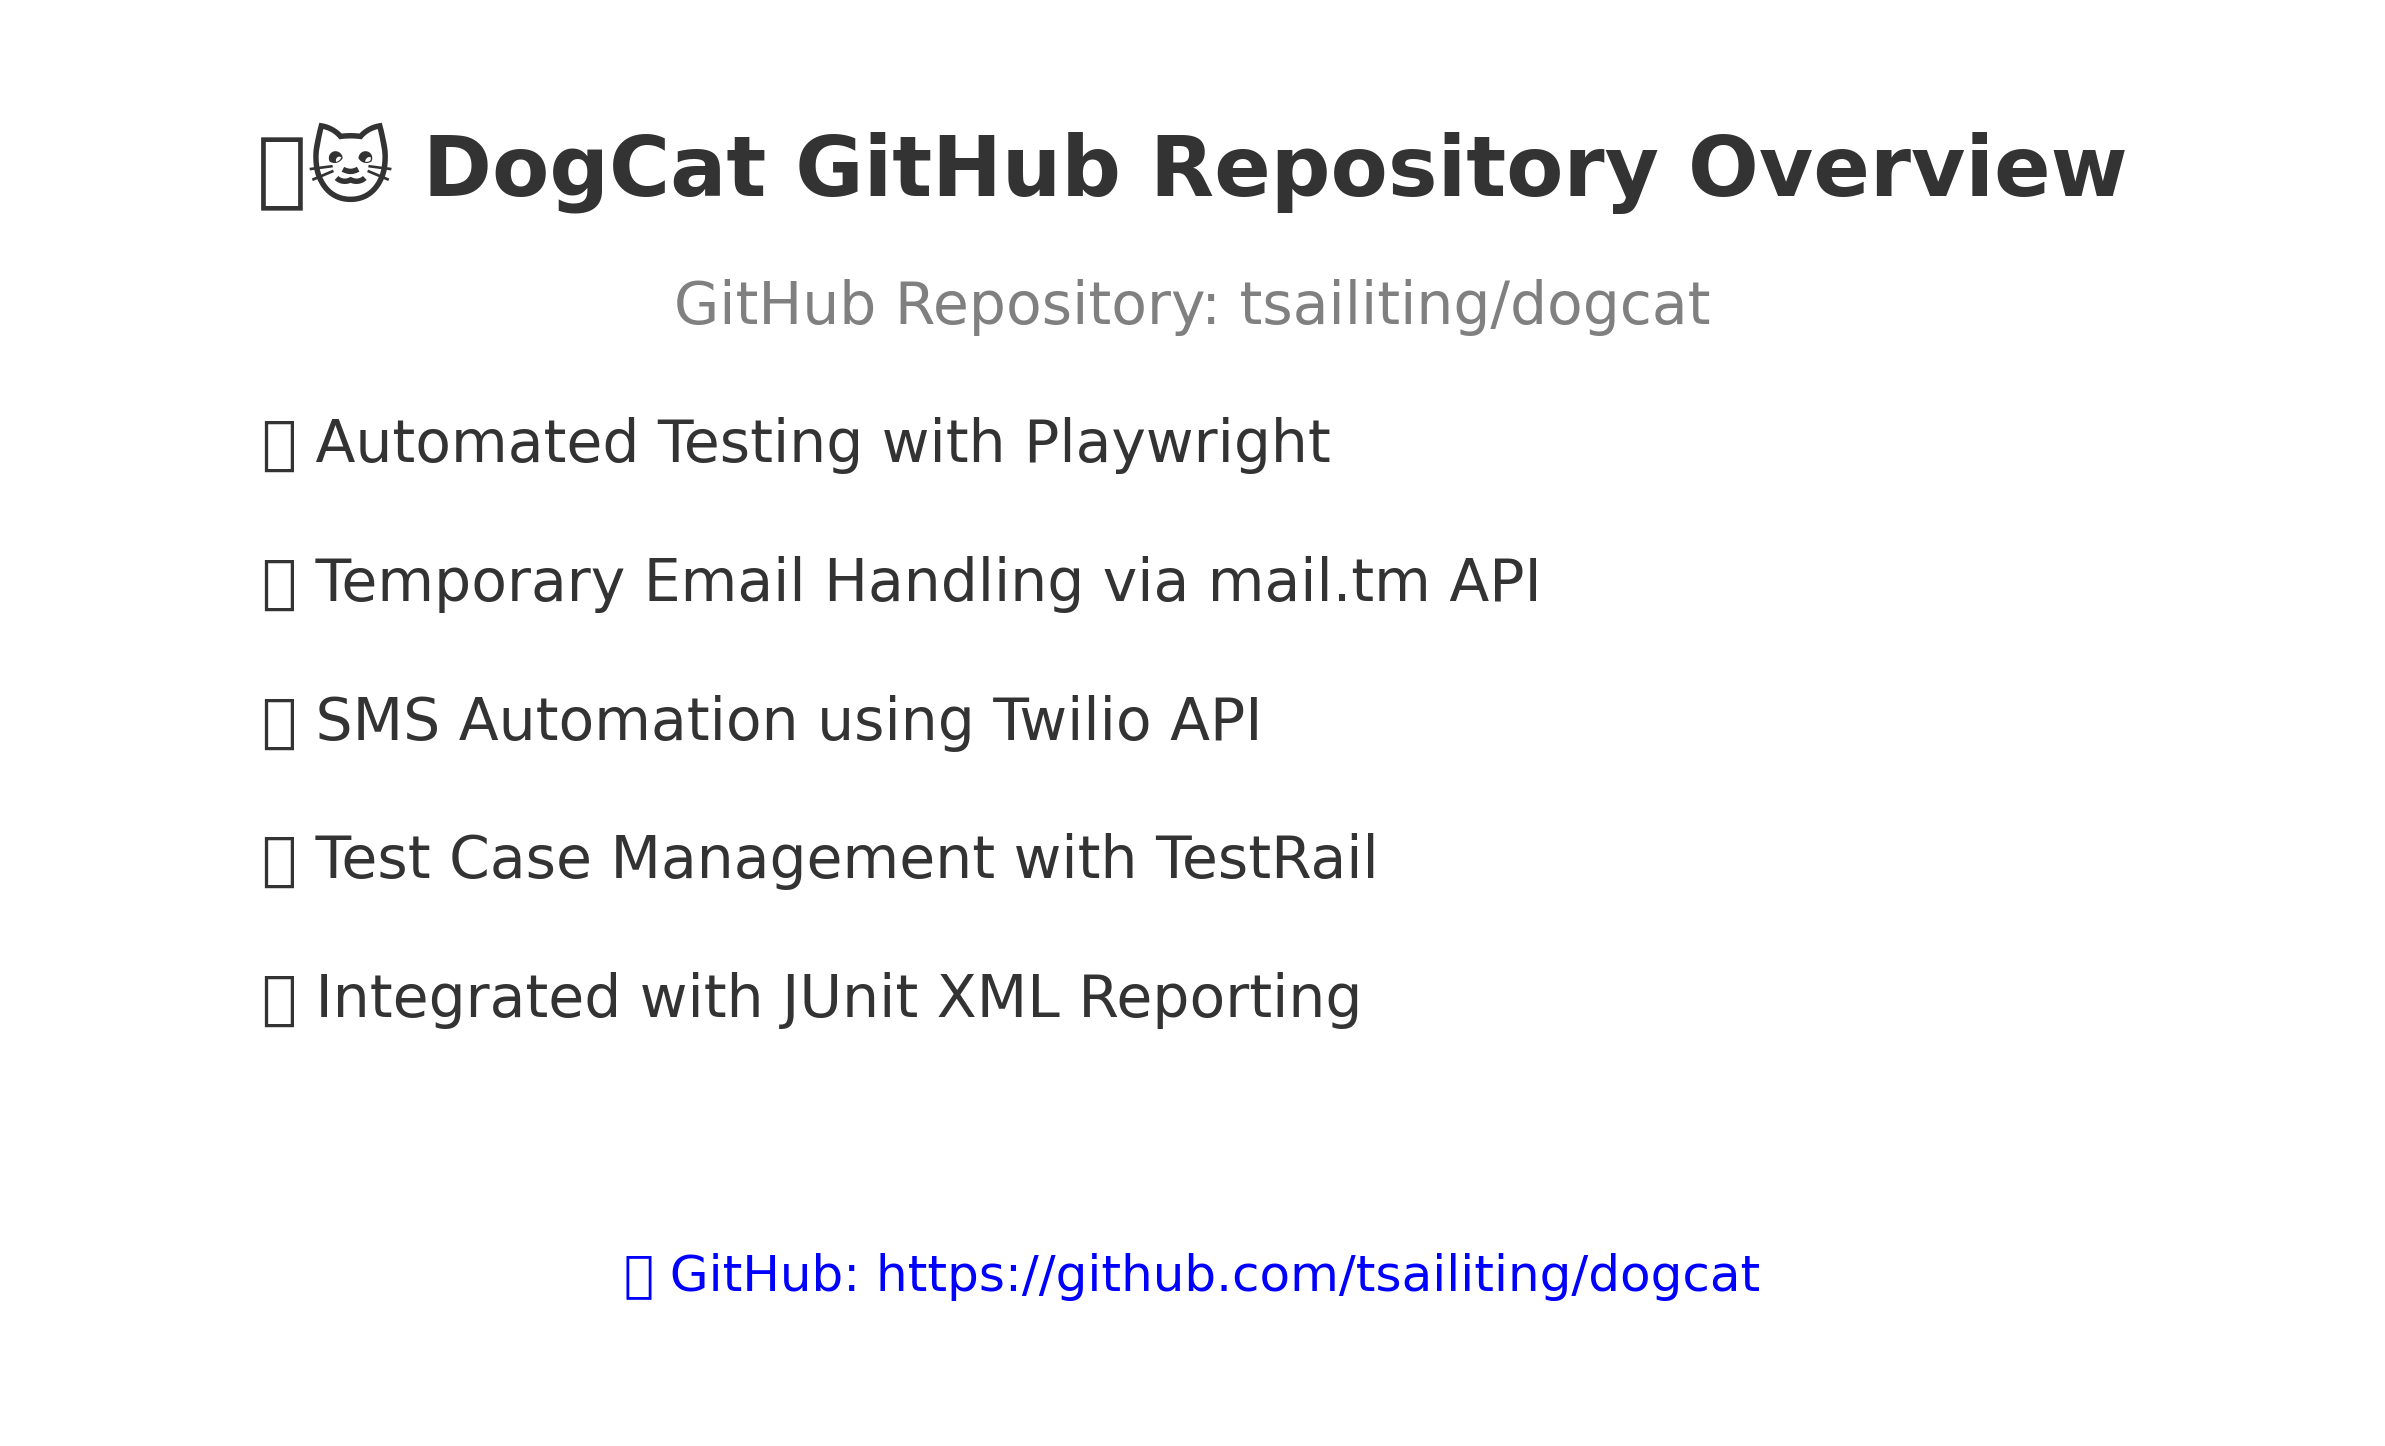 🐱 DogCat GitHub Repository Overview
GitHub Repository: tsailiting/dogcat
Automated Testing with Playwright
Temporary Email Handling via mail.tm API
SMS Automation using Twilio API
Test Case Management with TestRail
Integrated with JUnit XML Reporting
GitHub: https://github.com/tsailiting/dogcat